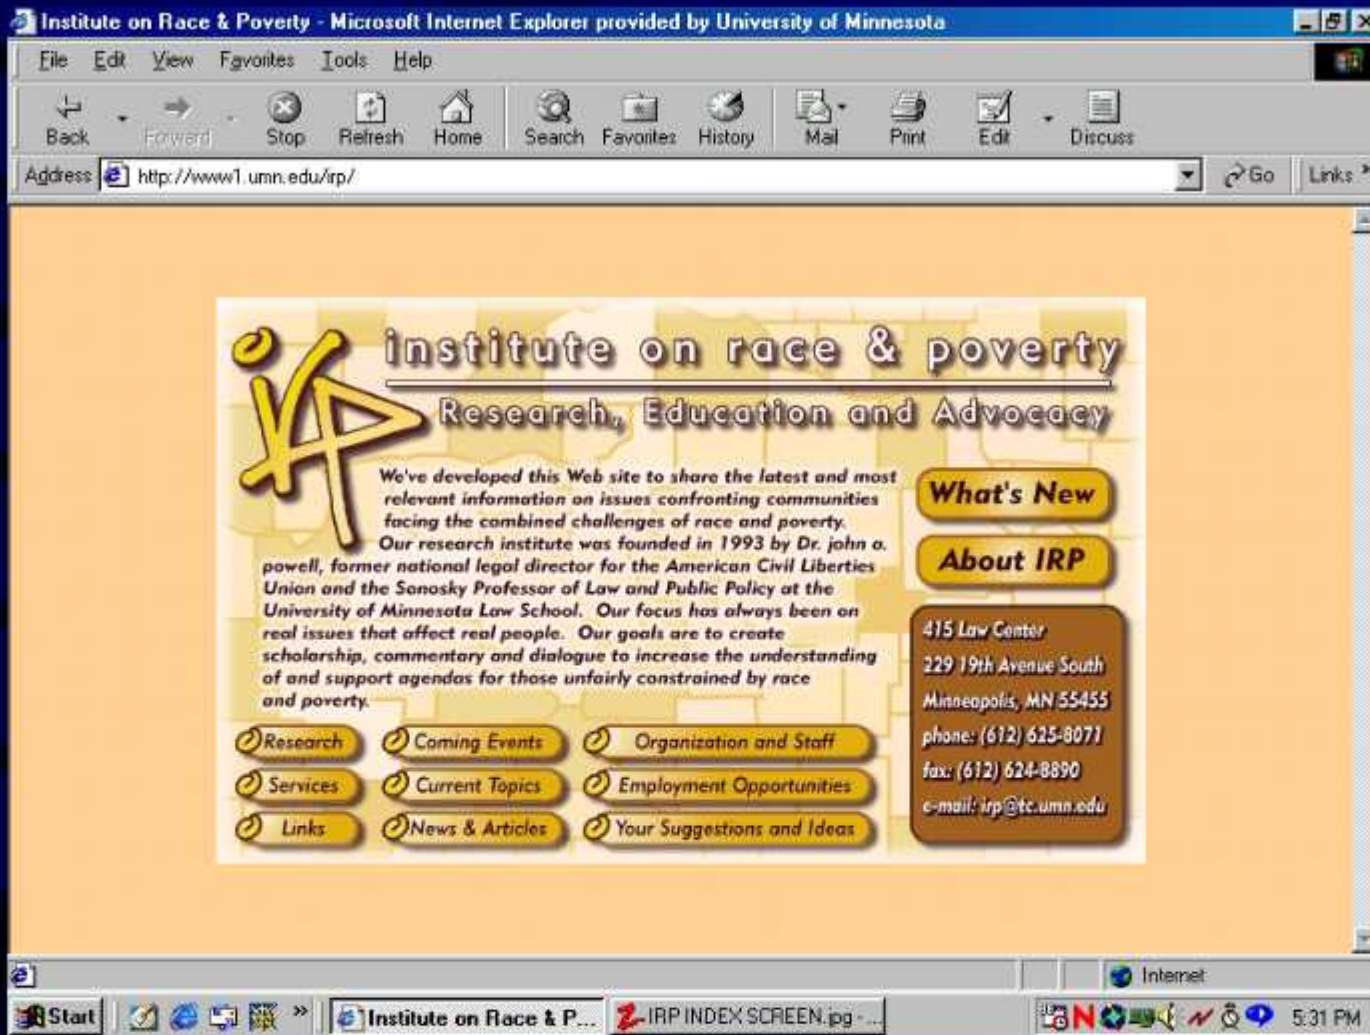 Institute on Race & Poverty - Microsoft Internet Explorer provided by University of Minnesota
File Edit View Favorites Tools Help
Back Forward Stop Refresh Home Search Favorites History Mail Print Edit Discuss
Address http://www1.umn.edu/irp/ Go Links »
irp
institute on race & poverty
Research, Education and Advocacy
We've developed this Web site to share the latest and most
relevant information on issues confronting communities
facing the combined challenges of race and poverty.
Our research institute was founded in 1993 by Dr. john a.
powell, former national legal director for the American Civil Liberties
Union and the Sonosky Professor of Law and Public Policy at the
University of Minnesota Law School. Our focus has always been on
real issues that affect real people. Our goals are to create
scholarship, commentary and dialogue to increase the understanding
of and support agendas for those unfairly constrained by race
and poverty.
What's New
About IRP
415 Law Center
229 19th Avenue South
Minneapolis, MN 55455
phone: (612) 625-8071
fax: (612) 624-8890
e-mail: irp@tc.umn.edu
Research Coming Events Organization and Staff
Services Current Topics Employment Opportunities
Links News & Articles Your Suggestions and Ideas
Internet
Start » Institute on Race & P... IRP INDEX SCREEN.jpg -... N 5:31 PM